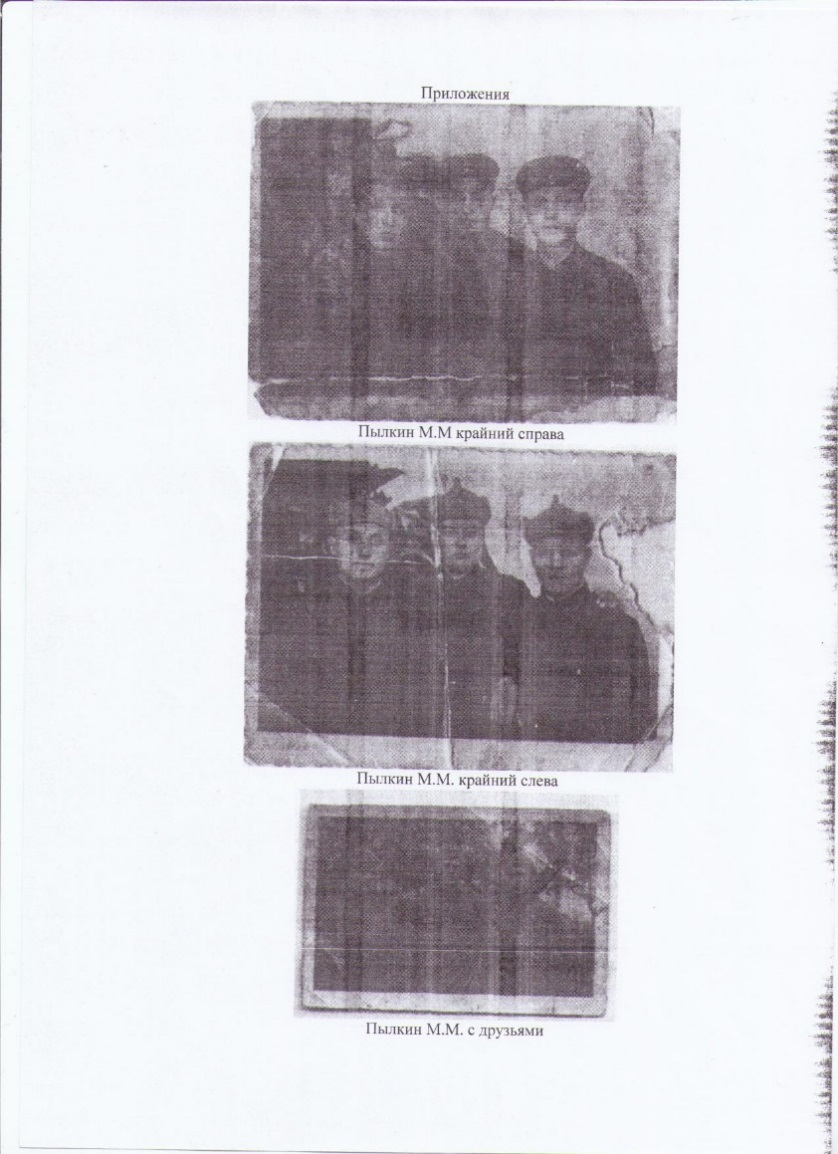 Приложения
Пылкин М.М крайний справа
Пылкин М.М. крайний слева
Пылкин М.М. с друзьями